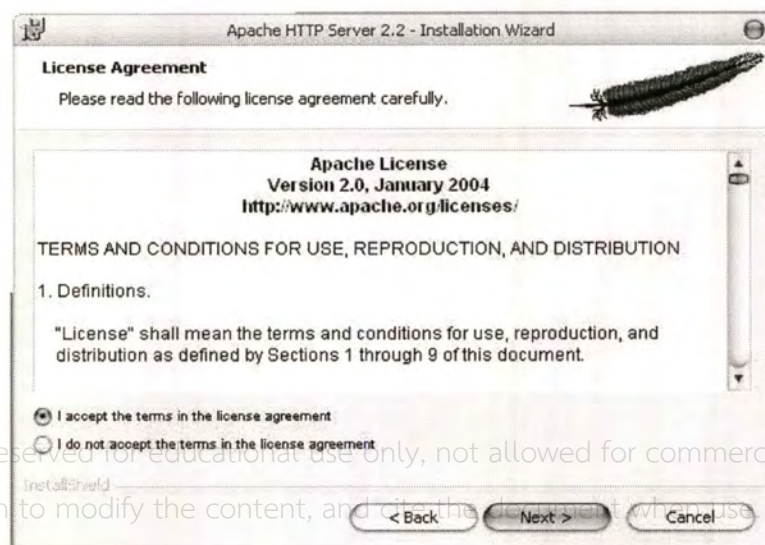 Apache HTTP Server 2.2 - Installation Wizard
License Agreement
Please read the following license agreement carefully.
Apache License
Version 2.0, January 2004
http://www.apache.org/licenses/
TERMS AND CONDITIONS FOR USE, REPRODUCTION, AND DISTRIBUTION
1. Definitions.
"License" shall mean the terms and conditions for use, reproduction, and
distribution as defined by Sections 1 through 9 of this document.
I accept the terms in the license agreement
I do not accept the terms in the license agreement
eserved for educational use only, not allowed for commerc
InstallShield
n to modify the content, and cite the document when use.
< Back Next > Cancel